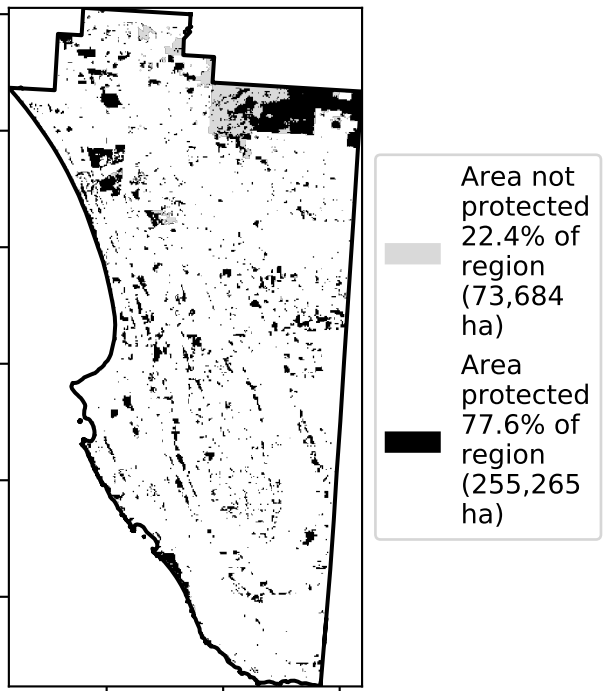 Area not
protected
22.4% of
region
(73,684
ha)
Area
protected
77.6% of
region
(255,265
ha)